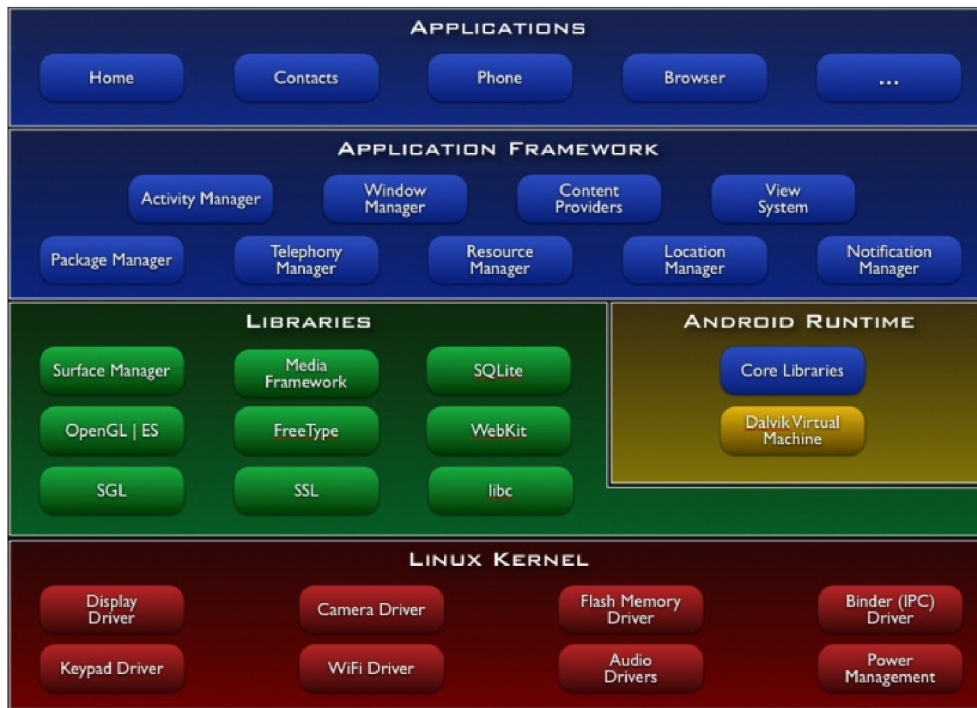 APPLICATIONS
Home
Contacts
Phone
Browser
...
APPLICATION FRAMEWORK
Activity Manager
Window
Manager
Content
Providers
View
System
Package Manager
Telephony
Manager
Resource
Manager
Location
Manager
Notification
Manager
LIBRARIES
Surface Manager
Media
Framework
SQLite
OpenGL | ES
FreeType
WebKit
SGL
SSL
libc
ANDROID RUNTIME
Core Libraries
Dalvik Virtual
Machine
LINUX KERNEL
Display
Driver
Camera Driver
Flash Memory
Driver
Binder (IPC)
Driver
Keypad Driver
WiFi Driver
Audio
Drivers
Power
Management